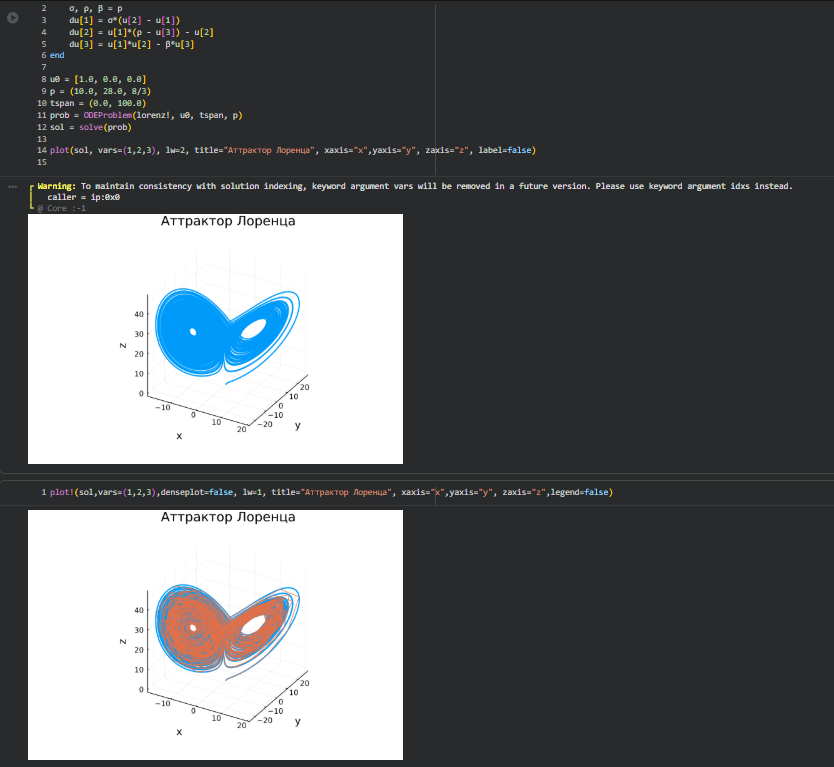 2 σ, ρ, β = p
3 du[1] = σ*(u[2] - u[1])
4 du[2] = u[1]*(ρ - u[3]) - u[2]
5 du[3] = u[1]*u[2] - β*u[3]
6 end
7
8 u0 = [1.0, 0.0, 0.0]
9 p = (10.0, 28.0, 8/3)
10 tspan = (0.0, 100.0)
11 prob = ODEProblem(lorenz!, u0, tspan, p)
12 sol = solve(prob)
13
14 plot(sol, vars=(1,2,3), lw=2, title="Аттрактор Лоренца", xaxis="x",yaxis="y", zaxis="z", label=false)
15
Warning: To maintain consistency with solution indexing, keyword argument vars will be removed in a future version. Please use keyword argument idxs instead.
caller = ip:0x0
@ Core :-1
Аттрактор Лоренца
40
30
20
10
0
z
-10
0
10
20
x
-20
-10
0
10
20
y
1 plot!(sol,vars=(1,2,3),denseplot=false, lw=1, title="Аттрактор Лоренца", xaxis="x",yaxis="y", zaxis="z",legend=false)
Аттрактор Лоренца
40
30
20
10
0
z
-10
0
10
20
x
-20
-10
0
10
20
y